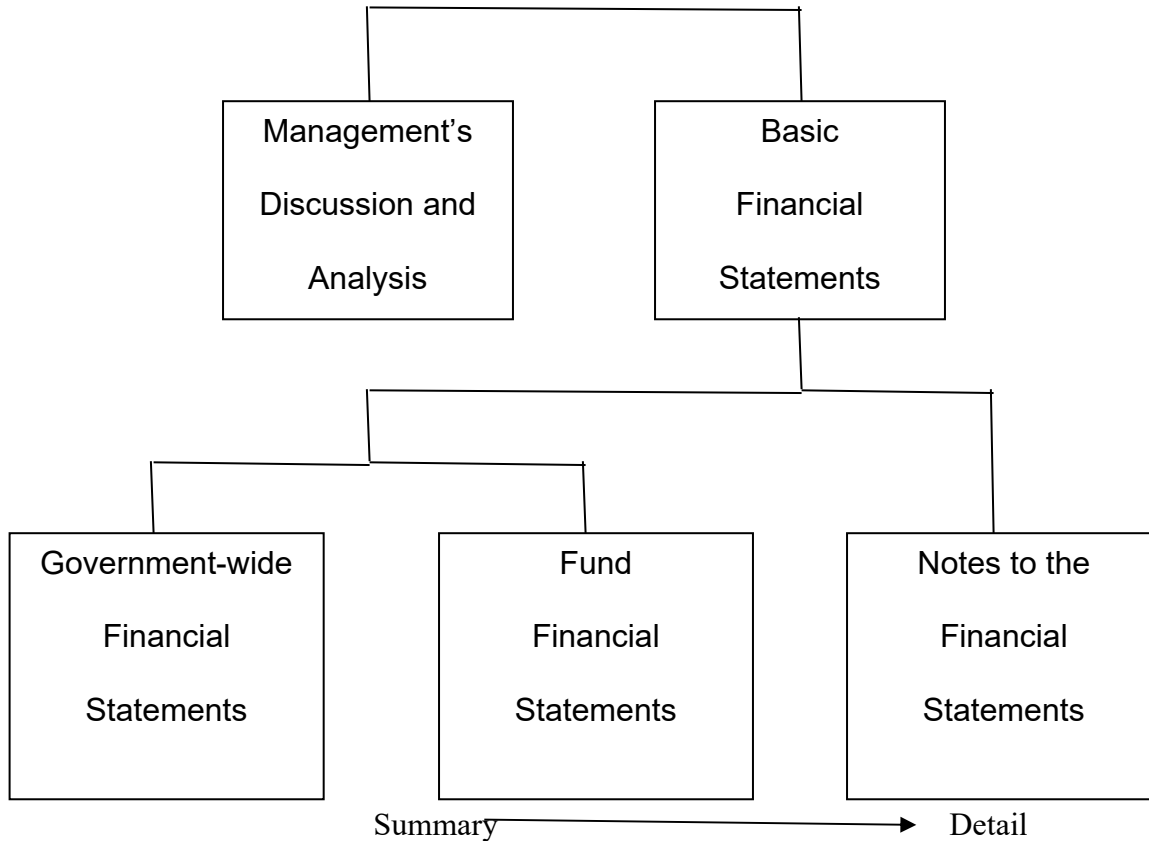 Management’s
Discussion and
Analysis
Basic
Financial
Statements
Government-wide
Financial
Statements
Fund
Financial
Statements
Notes to the
Financial
Statements
Summary
Detail